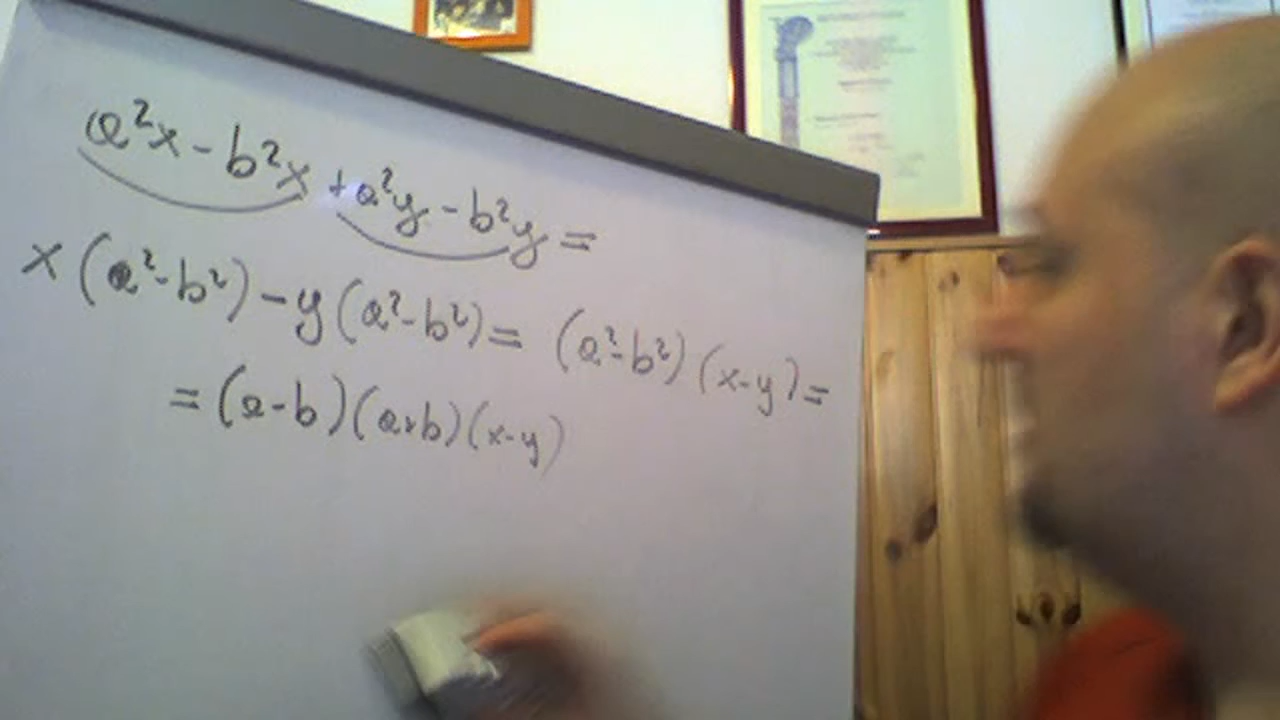 a²x - b²x + a²y - b²y =
x (a² - b²) - y (a² - b²) = (a² - b²) (x - y) =
= (a - b) (a + b) (x - y)